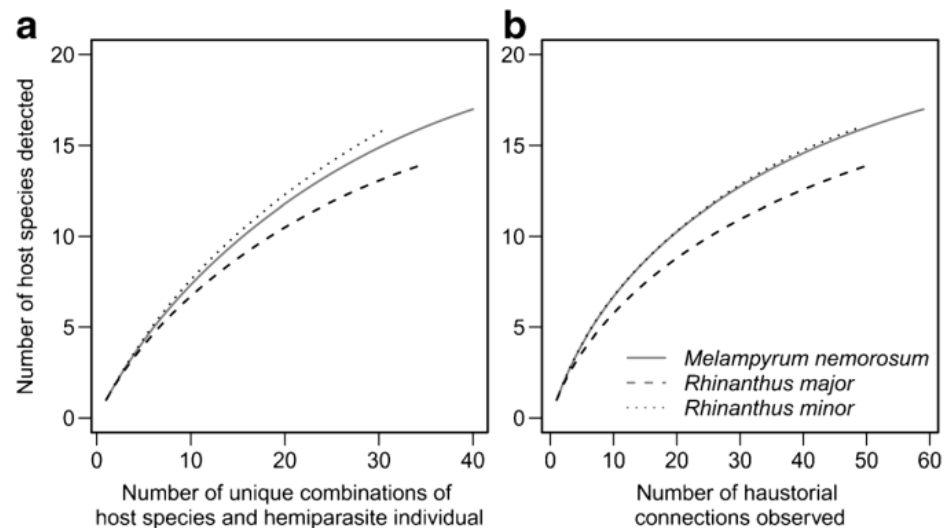 a
b
Number of host species detected
20
15
10
5
0
0 10 20 30 40
Number of unique combinations of
host species and hemiparasite individual
20
15
10
5
0
Melampyrum nemorosum
Rhinanthus major
Rhinanthus minor
0 10 20 30 40 50 60
Number of haustorial
connections observed